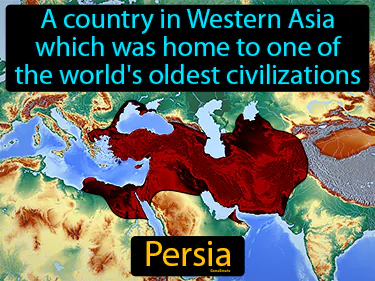 A country in Western Asia
which was home to one of
the world's oldest civilizations
Persia